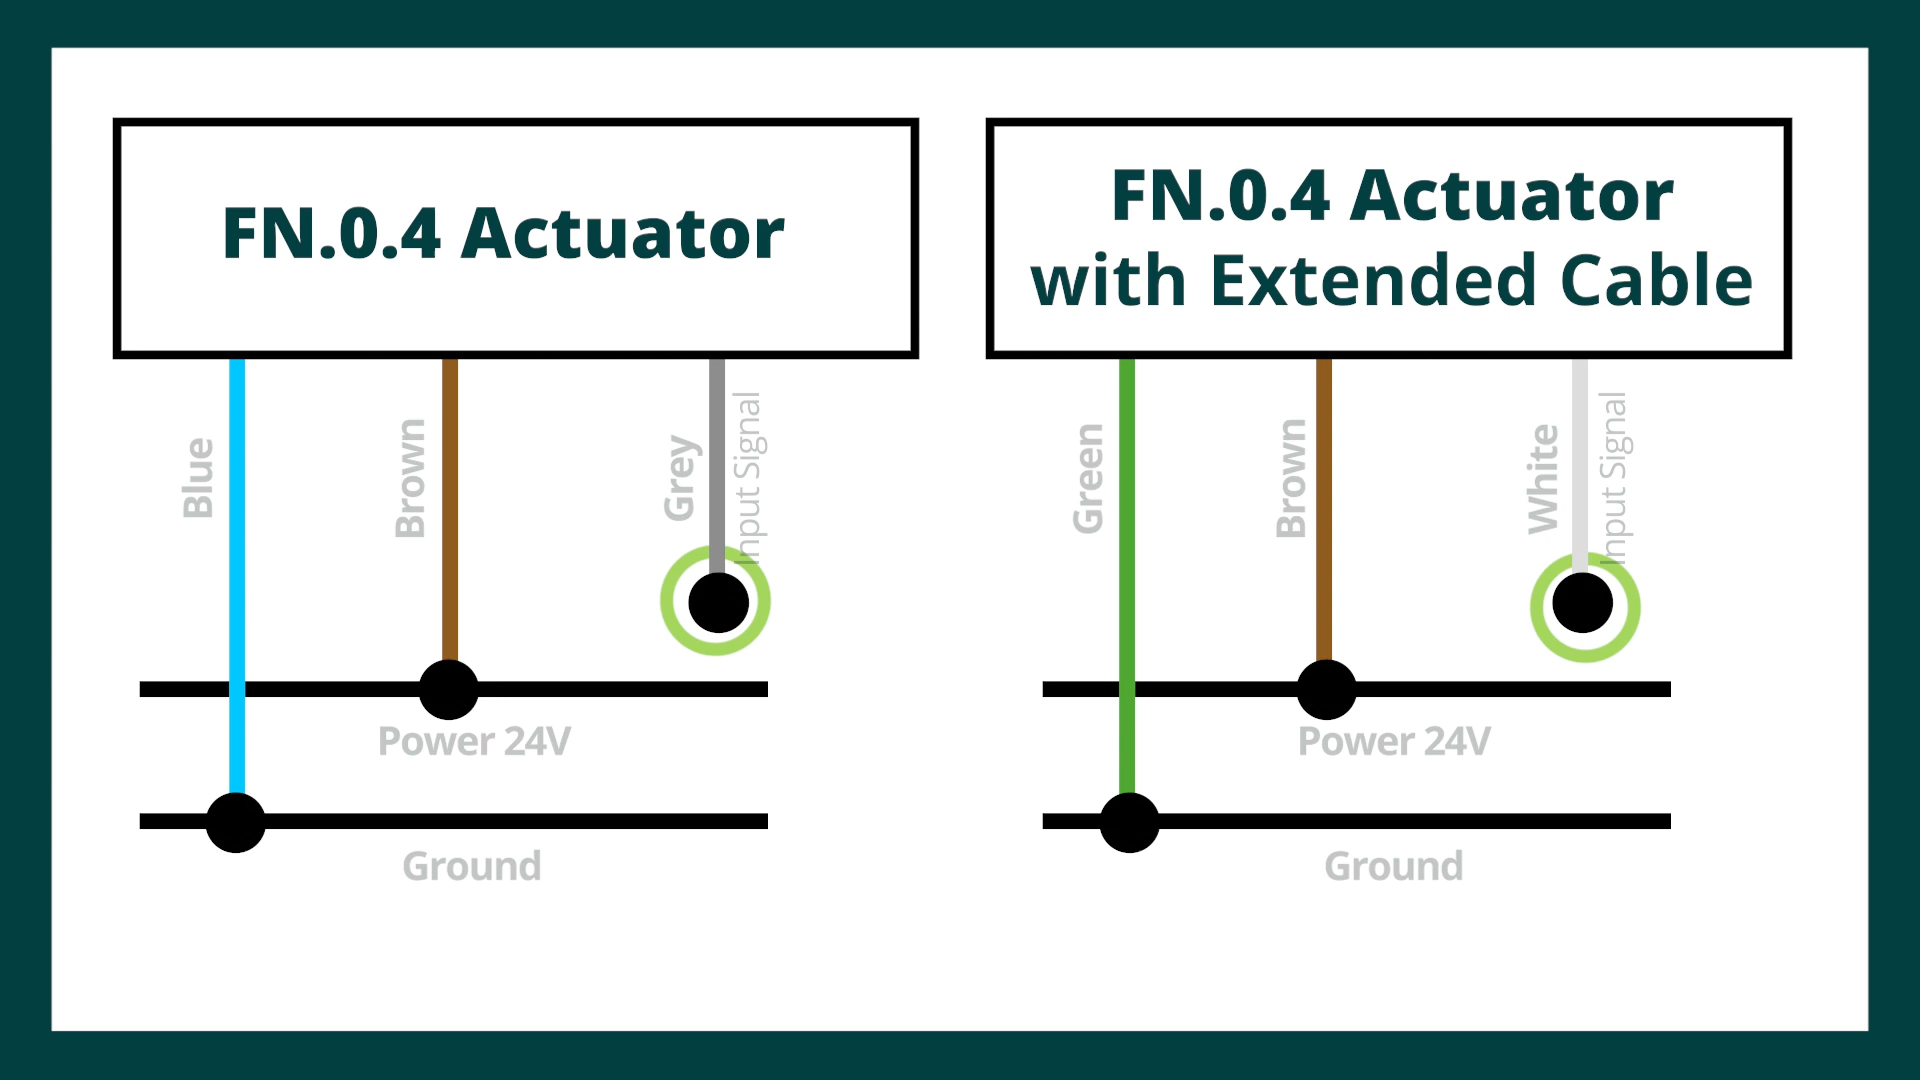 FN.0.4 Actuator
Blue
Brown
Grey
Input Signal
Power 24V
Ground
FN.0.4 Actuator
with Extended Cable
Green
Brown
White
Input Signal
Power 24V
Ground